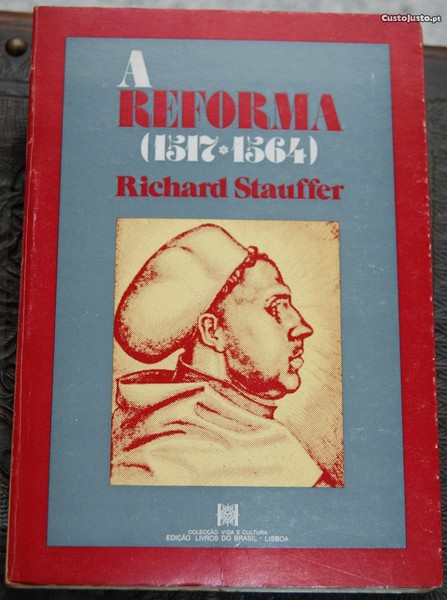 CustoJusto.pt
A
REFORMA
(1517*1564)
Richard Stauffer
COLECÇÃO VIDA E CULTURA
EDIÇÃO LIVROS DO BRASIL - LISBOA